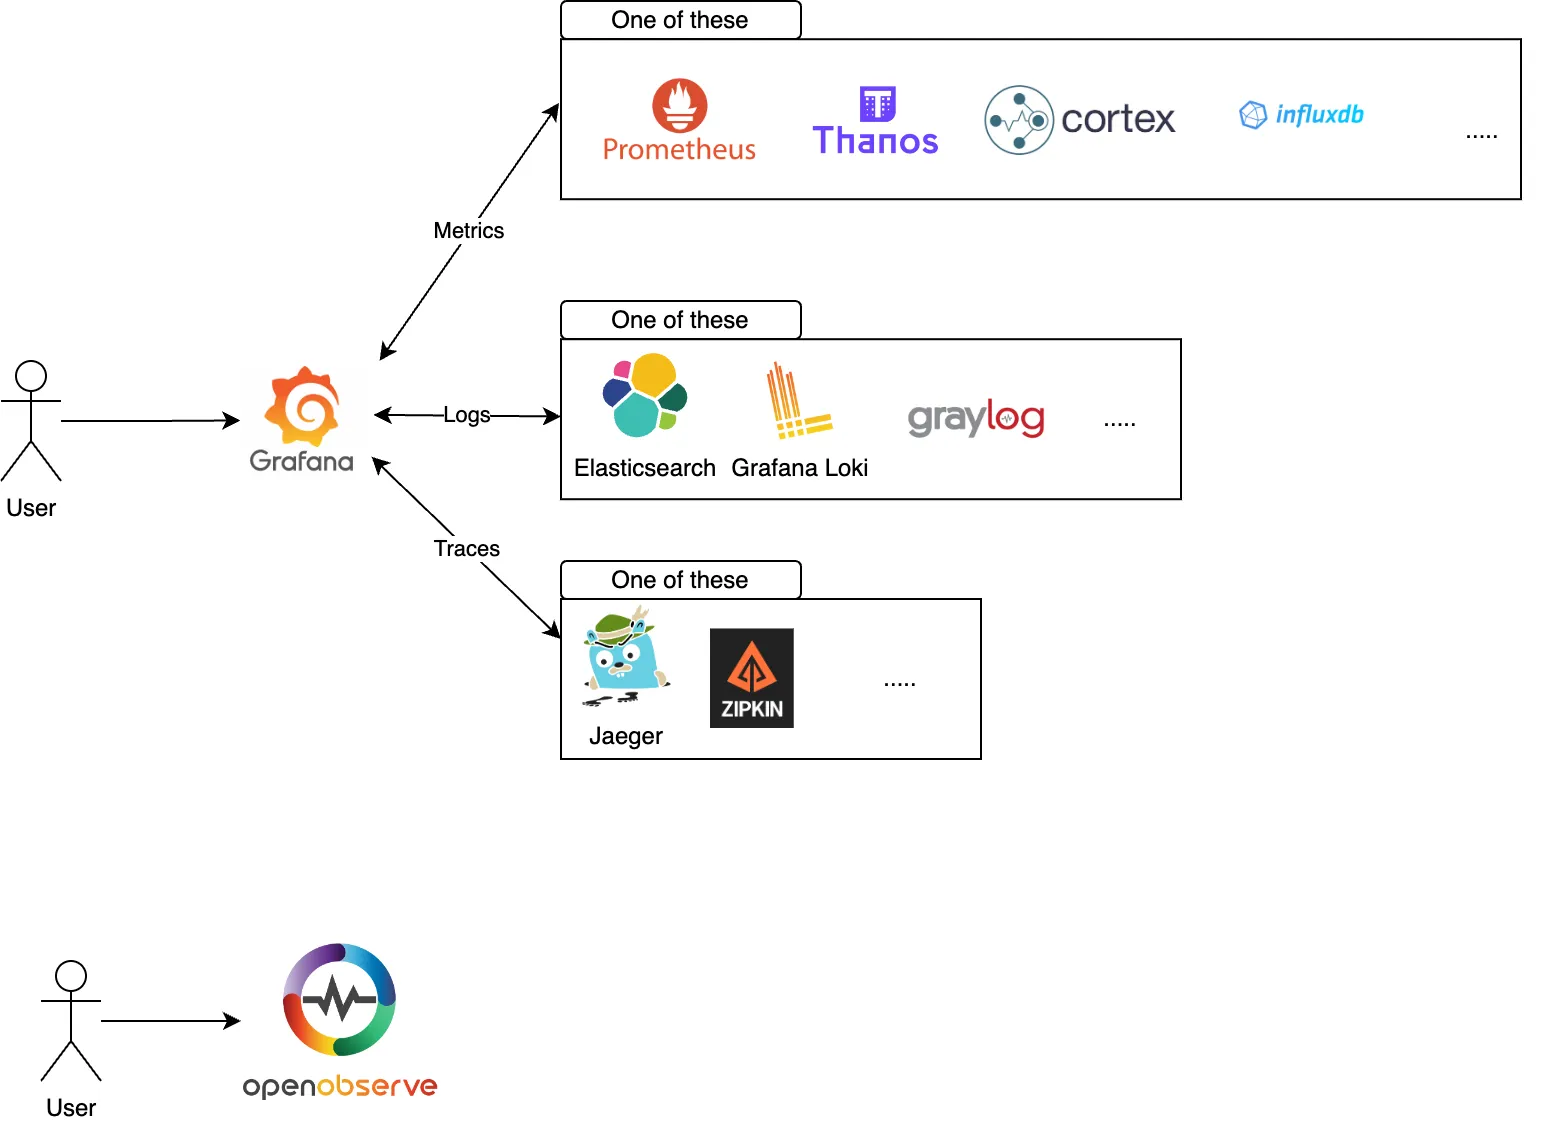 One of these
Prometheus
Thanos
cortex
influxdb
.....
Metrics
One of these
Elasticsearch
Grafana Loki
graylog
.....
Logs
User
Grafana
Traces
One of these
Jaeger
ZIPKIN
.....
User
openobserve